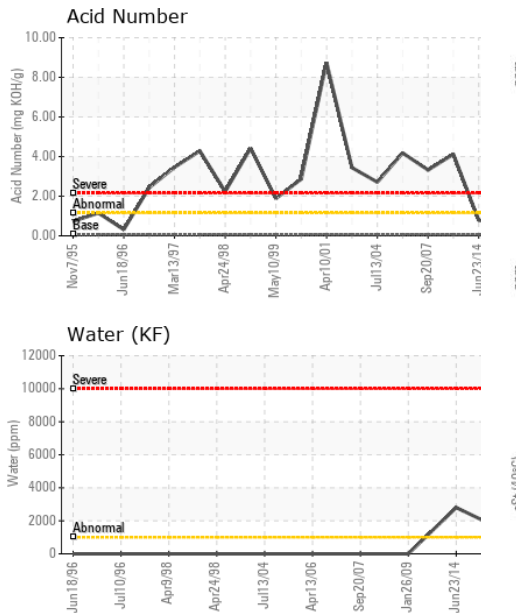 Acid Number
Acid Number (mg KOH/g)
10.00
8.00
6.00
4.00
2.00
0.00
Severe
Abnormal
Base
Nov7/95
Jun18/96
Mar13/97
Apr24/98
May10/99
Apr10/01
Jul13/04
Sep20/07
Jun23/14
Water (KF)
Water (ppm)
12000
10000
8000
6000
4000
2000
0
Severe
Abnormal
Jun18/96
Jul10/96
Apr9/98
Apr24/98
Jul13/04
Apr13/06
Sep20/07
Jan26/09
Jun23/14